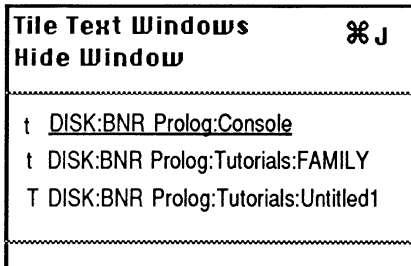 Tile Text Windows ⌘J
Hide Window
t DISK:BNR Prolog:Console
t DISK:BNR Prolog:Tutorials:FAMILY
T DISK:BNR Prolog:Tutorials:Untitled1